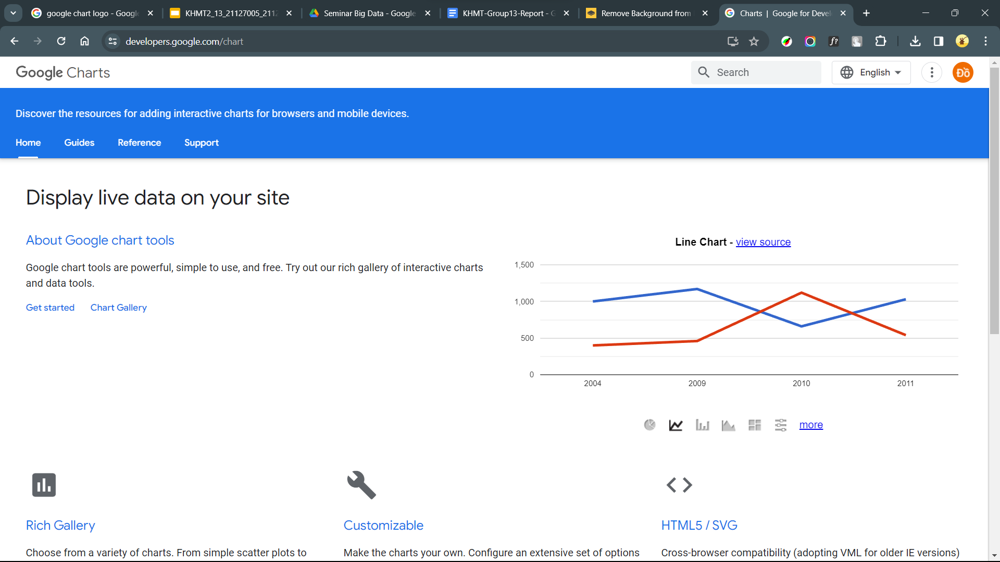 google chart logo - Google
KHMT2_13_21127005_2112
Seminar Big Data - Google
KHMT-Group13-Report - G
Remove Background from
Charts | Google for Devel
developers.google.com/chart
f?
Google Charts
Search
English
Đồ
Discover the resources for adding interactive charts for browsers and mobile devices.
Home Guides Reference Support
Display live data on your site
About Google chart tools
Google chart tools are powerful, simple to use, and free. Try out our rich gallery of interactive charts
and data tools.
Get started Chart Gallery
Line Chart - view source
1,500
1,000
500
0
2004 2009 2010 2011
more
Rich Gallery
Customizable
HTML5 / SVG
Choose from a variety of charts. From simple scatter plots to
Make the charts your own. Configure an extensive set of options
Cross-browser compatibility (adopting VML for older IE versions)